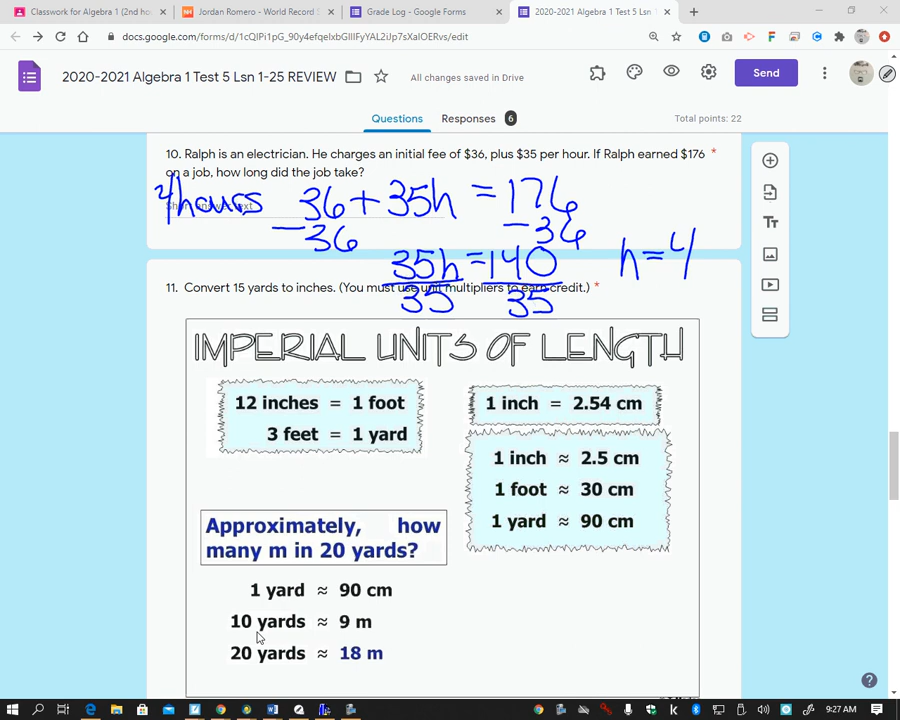 Classwork for Algebra 1 (2nd ho
Jordan Romero - World Record S
Grade Log - Google Forms
2020-2021 Algebra 1 Test 5 Lsn 1
docs.google.com/forms/d/
/edit
2020-2021 Algebra 1 Test 5 Lsn 1-25 REVIEW
All changes saved in Drive
Send
Questions
Responses 6
Total points: 22
10. Ralph is an electrician. He charges an initial fee of $36, plus $35 per hour. If Ralph earned $176 *
on a job, how long did the job take?
4 hours
36 + 35h = 176
-36 -36
35h = 140
35 35
h = 4
11. Convert 15 yards to inches. (You must use unit multipliers to earn credit.) *
IMPERIAL UNITS OF LENGTH
12 inches = 1 foot
3 feet = 1 yard
1 inch = 2.54 cm
1 inch ≈ 2.5 cm
1 foot ≈ 30 cm
1 yard ≈ 90 cm
Approximately, how
many m in 20 yards?
1 yard ≈ 90 cm
10 yards ≈ 9 m
20 yards ≈ 18 m
9:27 AM